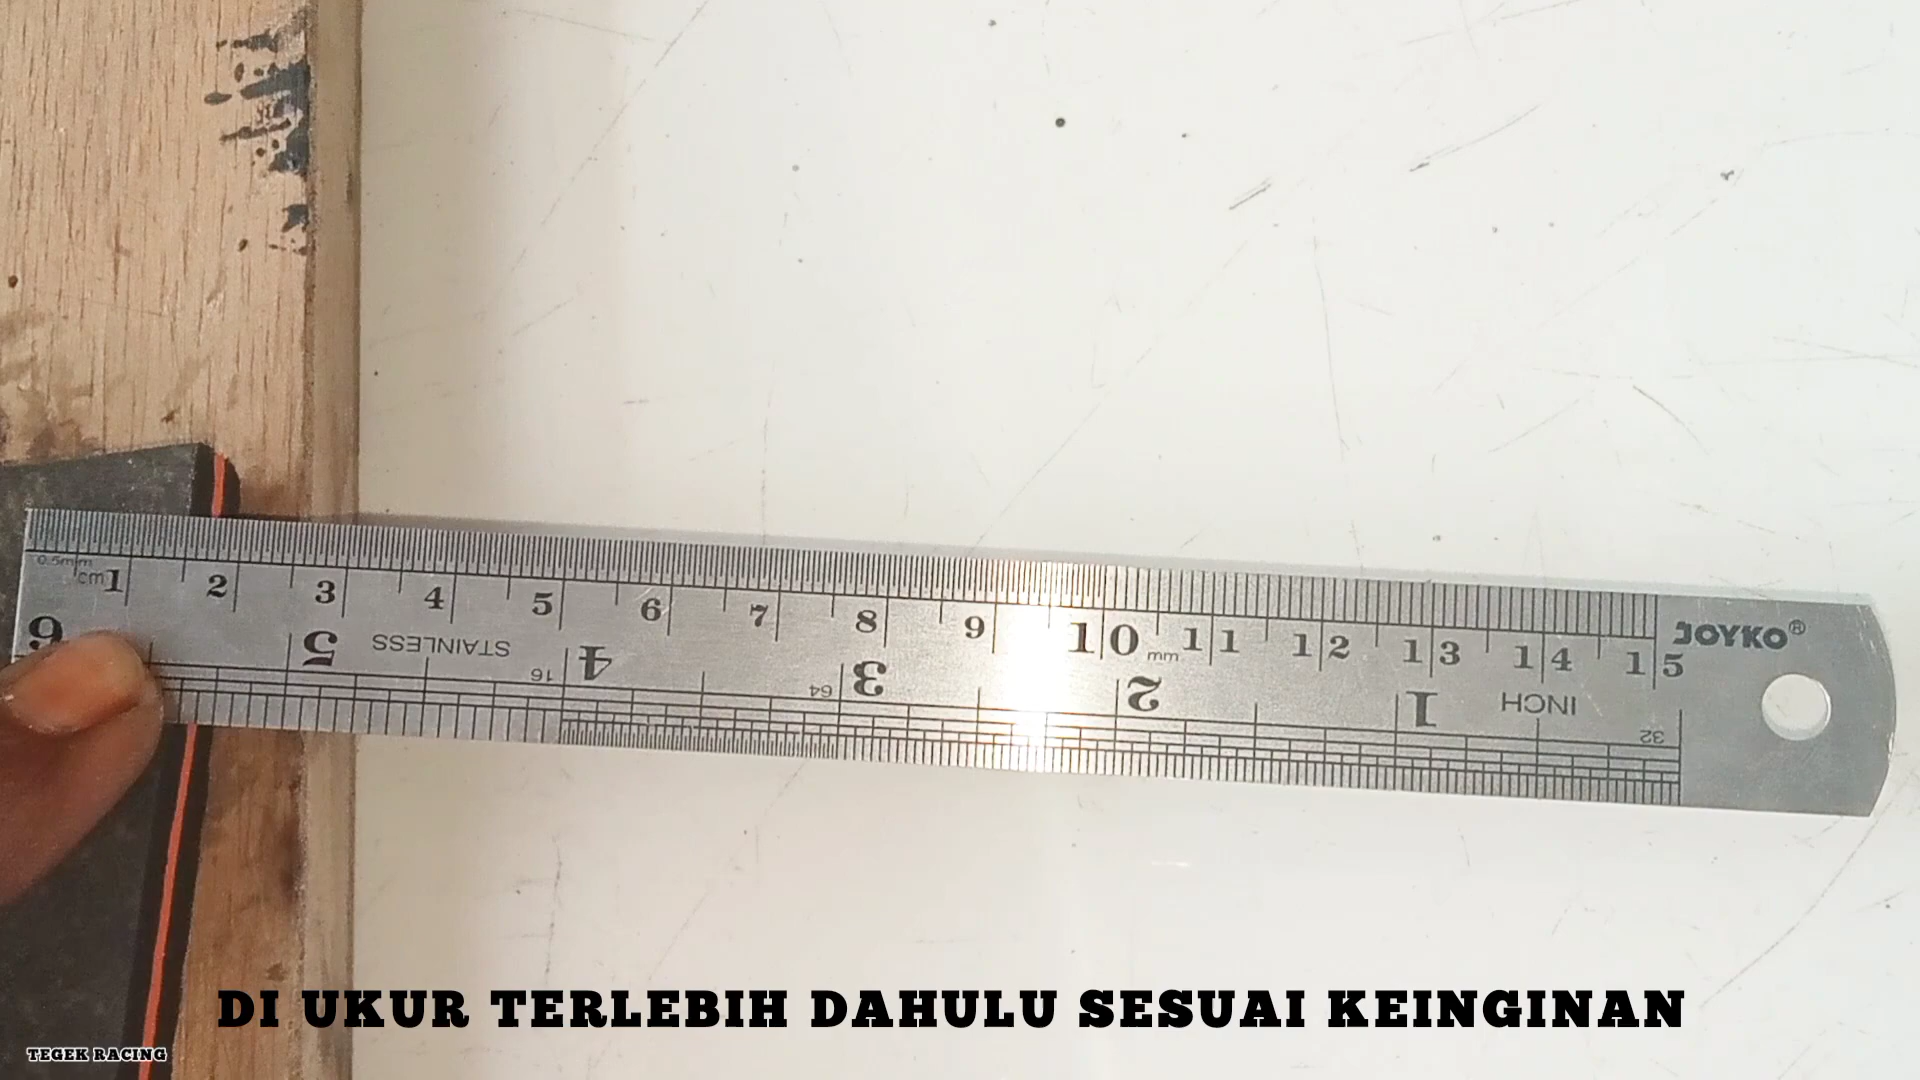 0.5mm
cm 1 2 3 4 5 6 7 8 9 10 mm 11 12 13 14 15 JOYKO®
6 5 STAINLESS 16 4 64 3 2 1 INCH 32
DI UKUR TERLEBIH DAHULU SESUAI KEINGINAN
TEGEK RACING